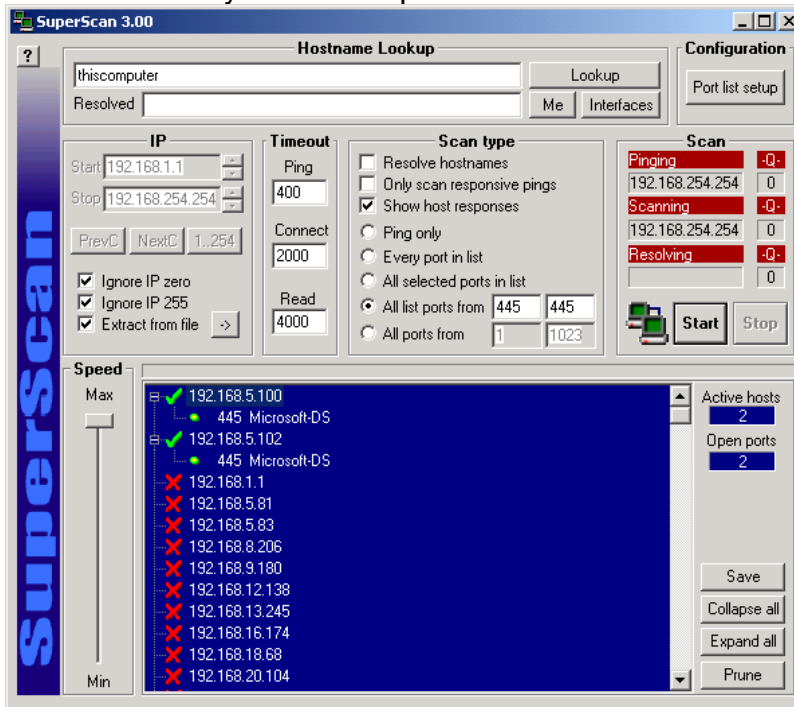 SuperScan 3.00
?
Hostname Lookup
thiscomputer
Lookup
Resolved
Me
Interfaces
Configuration
Port list setup
IP
Start 192.168.1.1
Stop 192.168.254.254
PrevC NextC 1..254
Ignore IP zero
Ignore IP 255
Extract from file ->
Timeout
Ping
400
Connect
2000
Read
4000
Scan type
Resolve hostnames
Only scan responsive pings
Show host responses
Ping only
Every port in list
All selected ports in list
All list ports from 445 445
All ports from 1 1023
Scan
Pinging -Q-
192.168.254.254 0
Scanning -Q-
192.168.254.254 0
Resolving -Q-
0
Start Stop
SuperScan
Speed
Max
Min
192.168.5.100
445 Microsoft-DS
192.168.5.102
445 Microsoft-DS
192.168.1.1
192.168.5.81
192.168.5.83
192.168.8.206
192.168.9.180
192.168.12.138
192.168.13.245
192.168.16.174
192.168.18.68
192.168.20.104
Active hosts
2
Open ports
2
Save
Collapse all
Expand all
Prune